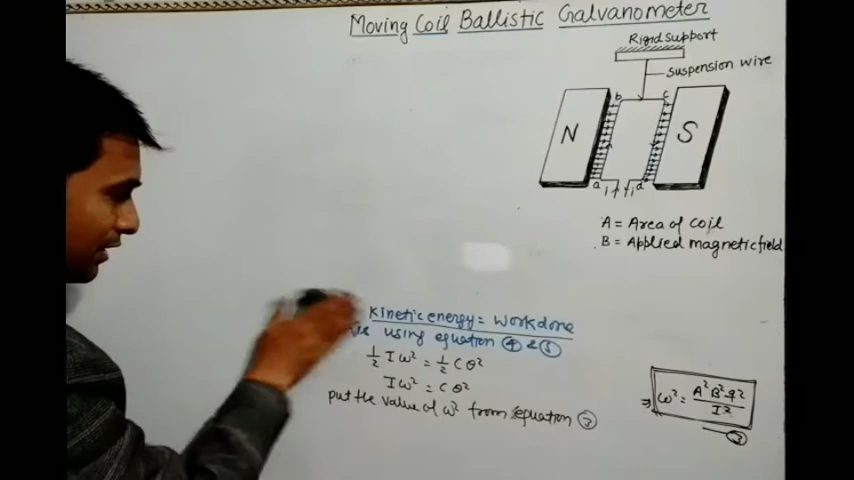 Moving Coil Ballistic Galvanometer
Rigid support
suspension wire
b c
N S
a i i d
A = Area of coil
B = Applied magnetic field
Kinetic energy = Work done
using equation ④ & ⑤
½ Iω² = ½ Cθ²
Iω² = Cθ²
put the value of ω² from equation ③
⇒ ω² = A²B²q²/I²
③